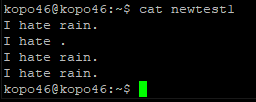 kopo46@kopo46:~$ cat newtest1
I hate rain.
I hate .
I hate rain.
I hate rain.
kopo46@kopo46:~$